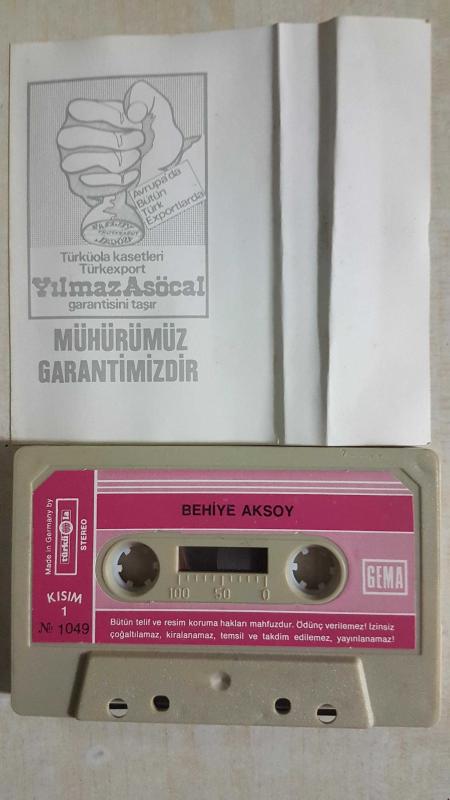 Avrupa'da
Bütün
Türk
Exportlarda
Türküola kasetleri
Türkexport
Yılmaz Asöcal
garantisini taşır
MÜHÜRÜMÜZ
GARANTİMİZDİR
Made in Germany by
türküola
STEREO
BEHİYE AKSOY
GEMA
KISIM
1
№ 1049
100 50 0
Bütün telif ve resim koruma hakları mahfuzdur. Ödünç verilemez! İzinsiz
çoğaltılamaz, kiralanamaz, temsil ve takdim edilemez, yayınlanamaz!